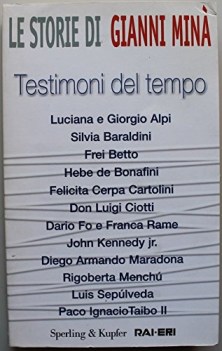 LE STORIE DI GIANNI MINÀ
Testimoni del tempo
Luciana e Giorgio Alpi
Silvia Baraldini
Frei Betto
Hebe de Bonafini
Felicita Cerpa Cartolini
Don Luigi Ciotti
Dario Fo e Franca Rame
John Kennedy jr.
Diego Armando Maradona
Rigoberta Menchú
Luis Sepúlveda
Paco IgnacioTaibo II
Sperling & Kupfer RAI-ERI